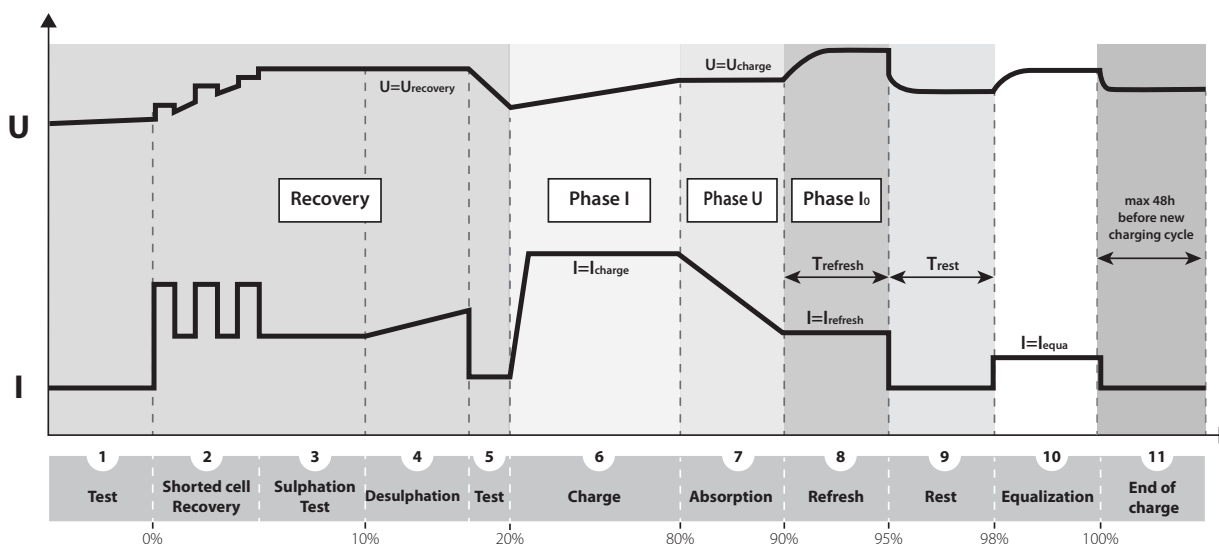 U
I
U=Urecovery
U=Ucharge
Recovery
Phase I
Phase U
Phase I0
max 48h
before new
charging cycle
I=Icharge
Trefresh
Trest
I=Irefresh
I=Iequa
1
2
3
4
5
6
7
8
9
10
11
Test
Shorted cell
Recovery
Sulphation
Test
Desulphation
Test
Charge
Absorption
Refresh
Rest
Equalization
End of
charge
0%
10%
20%
80%
90%
95%
98%
100%